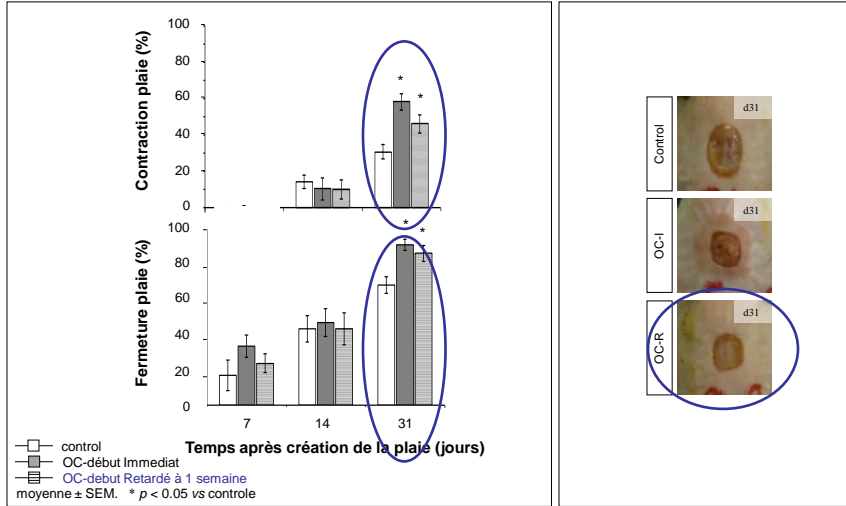 Contraction plaie (%)
100
80
60
40
20
0
* *
Fermeture plaie (%)
100
80
60
40
20
0
* *
7 14 31
Temps après création de la plaie (jours)
control
OC-début Immediat
OC-debut Retardé à 1 semaine
moyenne ± SEM. * p < 0.05 vs controle
Control
d31
OC-I
d31
OC-R
d31